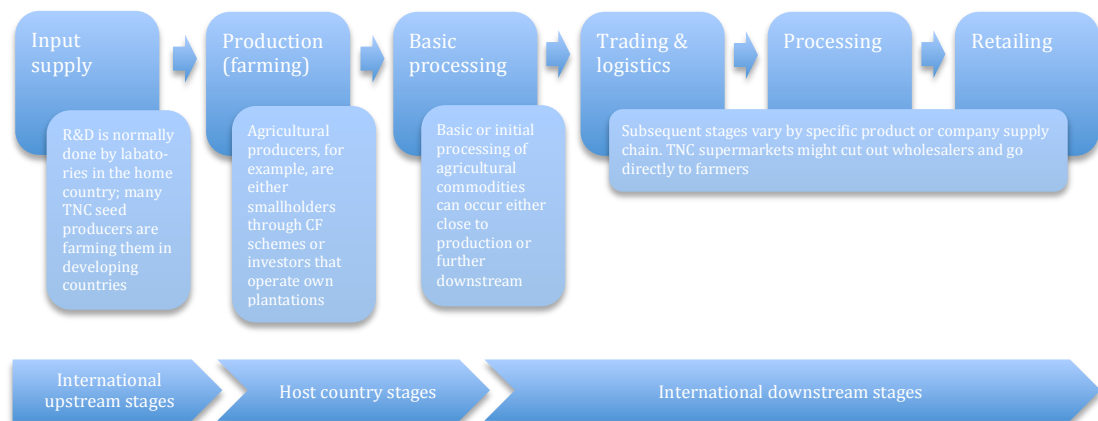 Input
supply
Production
(farming)
Basic
processing
Trading &
logistics
Processing
Retailing
R&D is normally
done by labato-
ries in the home
country; many
TNC seed
producers are
farming them in
developing
countries
Agricultural
producers, for
example, are
either
smallholders
through CF
schemes or
investors that
operate own
plantations
Basic or initial
processing of
agricultural
commodities
can occur either
close to
production or
further
downstream
Subsequent stages vary by specific product or company supply
chain. TNC supermarkets might cut out wholesalers and go
directly to farmers
International
upstream stages
Host country stages
International downstream stages